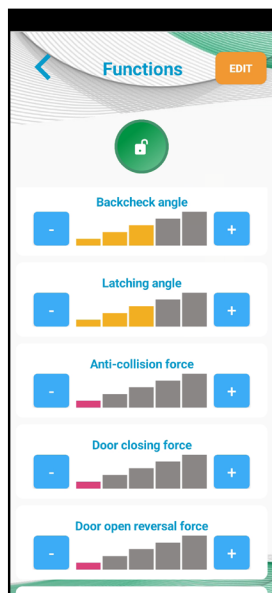 Functions
EDIT
Backcheck angle
-
+
Latching angle
-
+
Anti-collision force
-
+
Door closing force
-
+
Door open reversal force
-
+